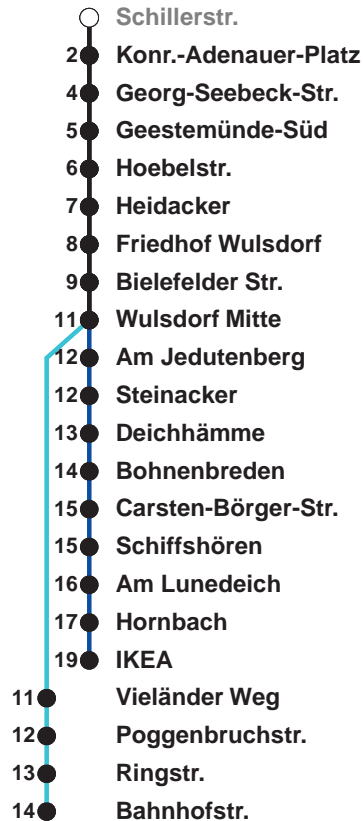 Schillerstr.
2 Konr.-Adenauer-Platz
4 Georg-Seebeck-Str.
5 Geestemünde-Süd
6 Hoebelstr.
7 Heidacker
8 Friedhof Wulsdorf
9 Bielefelder Str.
11 Wulsdorf Mitte
12 Am Jedutenberg
12 Steinacker
13 Deichhämme
14 Bohnenbreden
15 Carsten-Börger-Str.
15 Schiffshören
16 Am Lunedeich
17 Hornbach
19 IKEA
11 Vieländer Weg
12 Poggenbruchstr.
13 Ringstr.
14 Bahnhofstr.